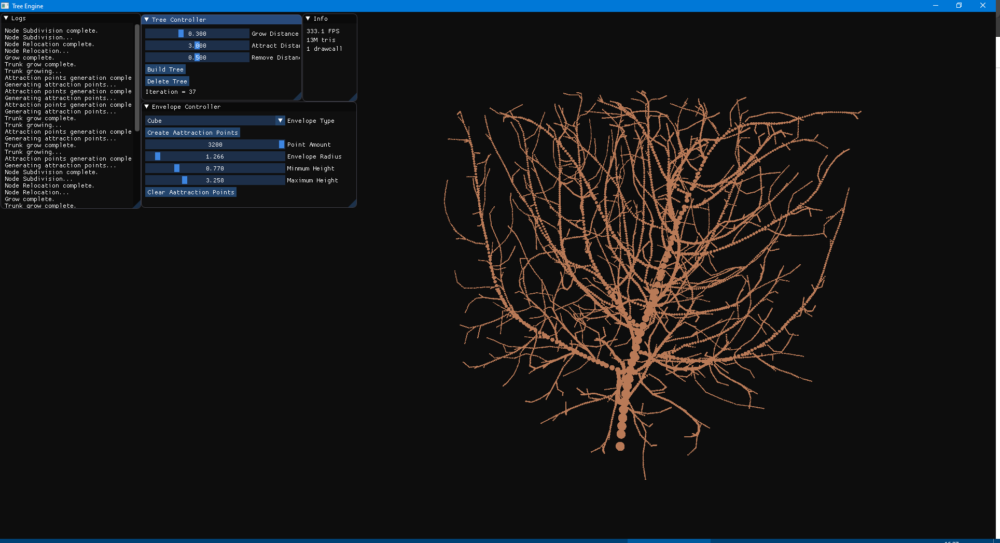 Tree Engine
Logs
Node Subdivision complete.
Node Subdivision...
Node Relocation complete.
Node Relocation...
Grow complete.
Trunk grow complete.
Trunk growing...
Attraction points generation comple
Generating attraction points...
Attraction points generation comple
Generating attraction points...
Attraction points generation comple
Generating attraction points...
Trunk grow complete.
Trunk growing...
Attraction points generation comple
Generating attraction points...
Trunk grow complete.
Trunk growing...
Attraction points generation comple
Generating attraction points...
Node Subdivision complete.
Node Subdivision...
Node Relocation complete.
Node Relocation...
Grow complete.
Trunk grow complete.
Tree Controller
0.300 Grow Distance
3.000 Attract Distan
0.500 Remove Distanc
Build Tree
Delete Tree
Iteration = 37
Info
333.1 FPS
13M tris
1 drawcall
Envelope Controller
Cube Envelope Type
Create Aattraction Points
3200 Point Amount
1.266 Envelope Radius
0.770 Minmum Height
3.258 Maximum Height
Clear Aattraction Points